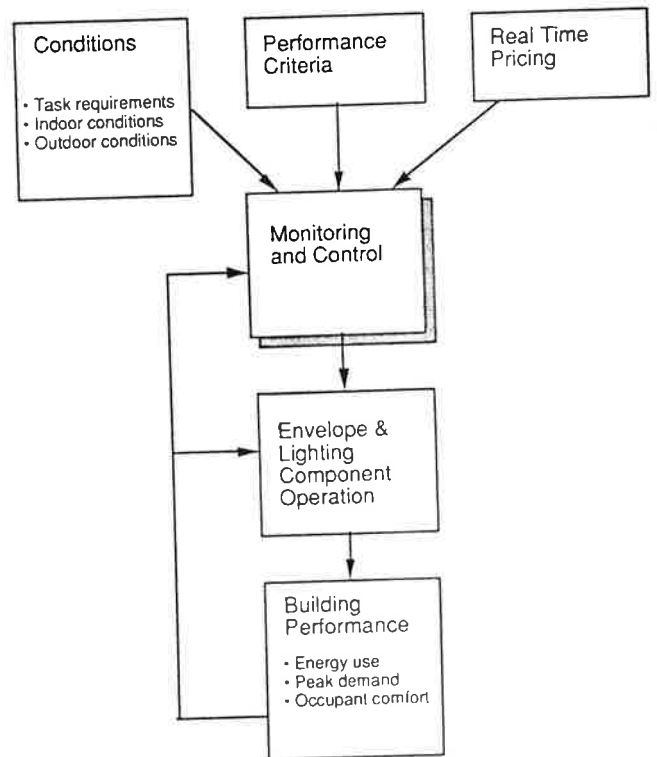 Conditions
• Task requirements
• Indoor conditions
• Outdoor conditions
Performance
Criteria
Real Time
Pricing
Monitoring
and Control
Envelope &
Lighting
Component
Operation
Building
Performance
• Energy use
• Peak demand
• Occupant comfort